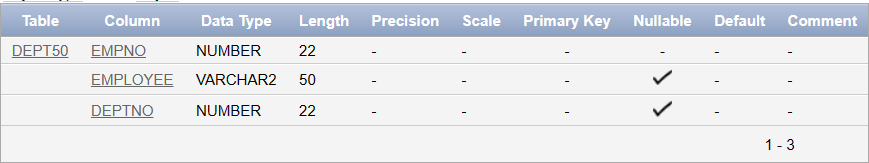 Table Column Data Type Length Precision Scale Primary Key Nullable Default Comment
DEPT50 EMPNO NUMBER 22 - - - - - -
EMPLOYEE VARCHAR2 50 - - - ✓ - -
DEPTNO NUMBER 22 - - - ✓ - -
1 - 3